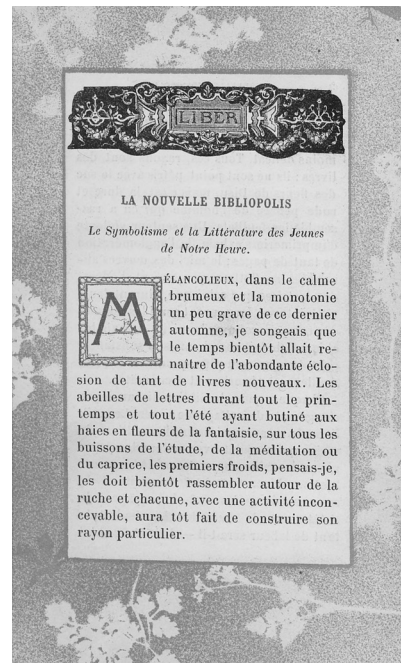 LIBER
LA NOUVELLE BIBLIOPOLIS
Le Symbolisme et la Littérature des Jeunes
de Notre Heure.
MÉLANCOLIEUX, dans le calme
brumeux et la monotonie
un peu grave de ce dernier
automne, je songeais que
le temps bientôt allait re-
naître de l'abondante éclo-
sion de tant de livres nouveaux. Les
abeilles de lettres durant tout le prin-
temps et tout l'été ayant butiné aux
haies en fleurs de la fantaisie, sur tous les
buissons de l'étude, de la méditation ou
du caprice, les premiers froids, pensais-je,
les doit bientôt rassembler autour de la
ruche et chacune, avec une activité incon-
cevable, aura tôt fait de construire son
rayon particulier.